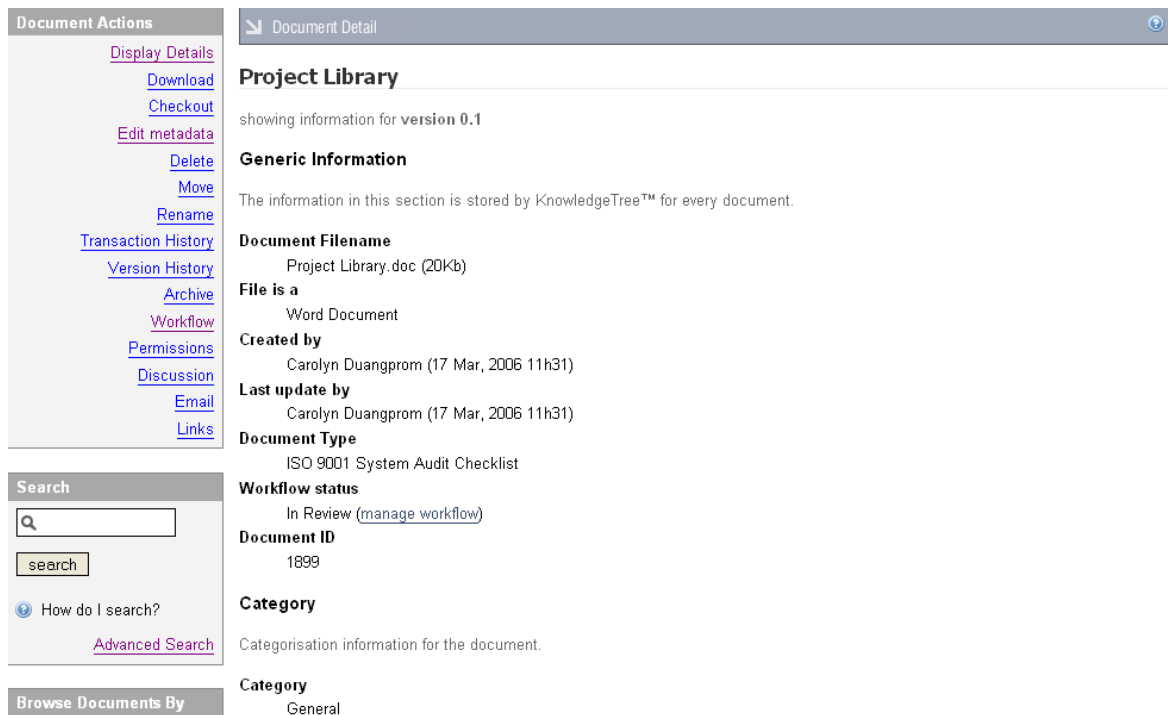 Document Actions
Display Details
Download
Checkout
Edit metadata
Delete
Move
Rename
Transaction History
Version History
Archive
Workflow
Permissions
Discussion
Email
Links
Search
search
How do I search?
Advanced Search
Browse Documents By
Document Detail
Project Library
showing information for version 0.1
Generic Information
The information in this section is stored by KnowledgeTree™ for every document.
Document Filename
Project Library.doc (20Kb)
File is a
Word Document
Created by
Carolyn Duangprom (17 Mar, 2006 11h31)
Last update by
Carolyn Duangprom (17 Mar, 2006 11h31)
Document Type
ISO 9001 System Audit Checklist
Workflow status
In Review (manage workflow)
Document ID
1899
Category
Categorisation information for the document.
Category
General